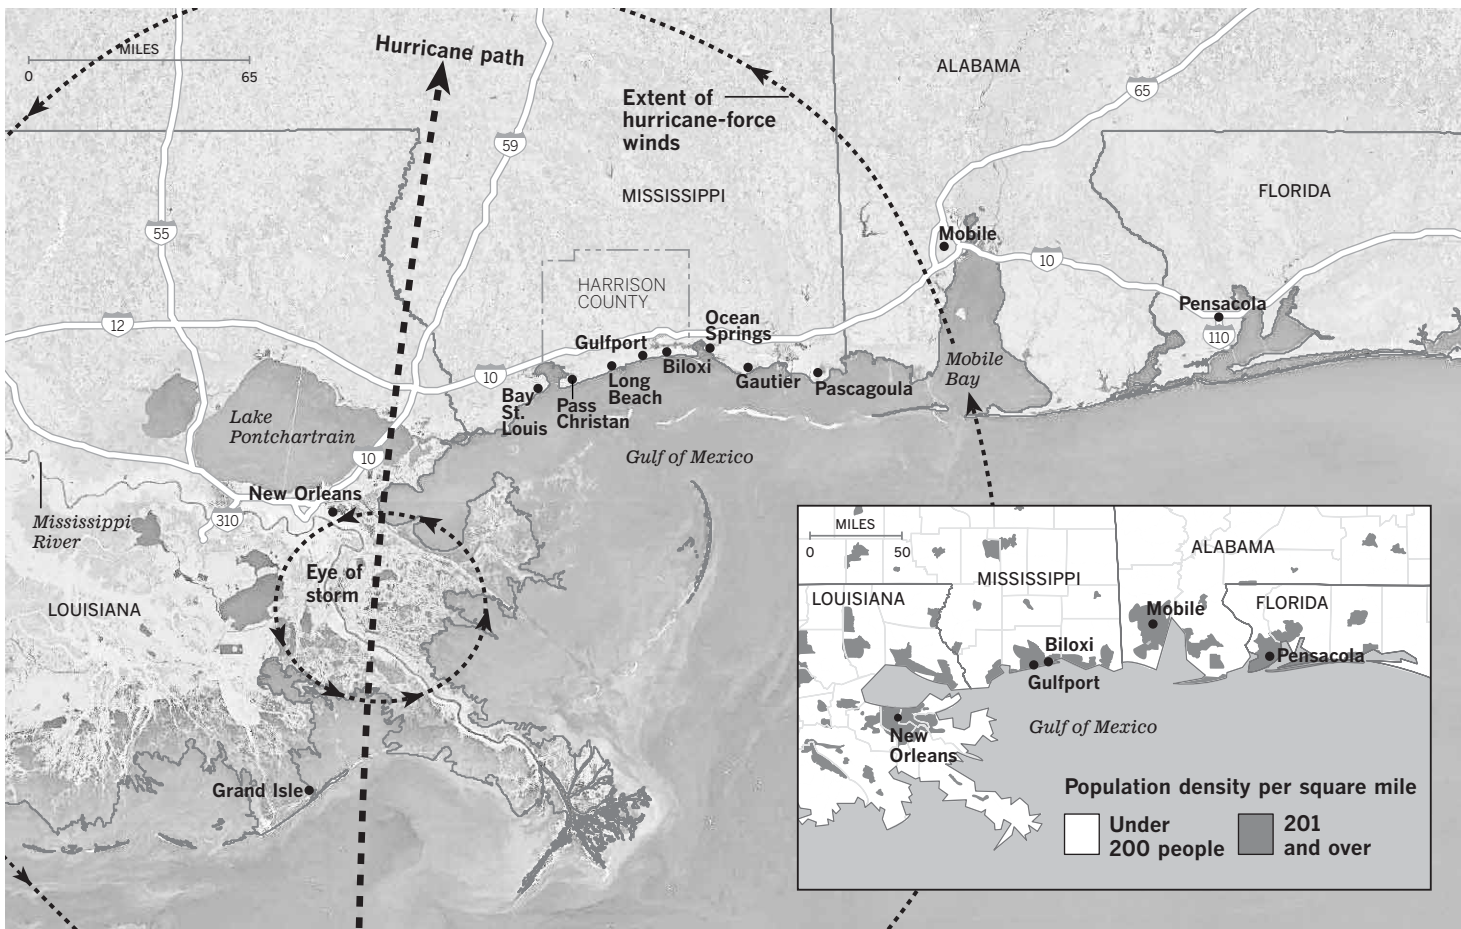 MILES
0 65
Hurricane path
Extent of
hurricane-force
winds
ALABAMA
65
59
MISSISSIPPI
FLORIDA
55
Mobile
10
HARRISON
COUNTY
Pensacola
110
12
Ocean
Springs
Gulfport
Biloxi
10
Long
Beach
Gautier
Pascagoula
Mobile
Bay
Bay
St.
Louis
Pass
Christan
Lake
Pontchartrain
10
Gulf of Mexico
New Orleans
310
Mississippi
River
Eye of
storm
LOUISIANA
Grand Isle
MILES
0 50
ALABAMA
MISSISSIPPI
LOUISIANA
FLORIDA
Mobile
Biloxi
Gulfport
Pensacola
Gulf of Mexico
New
Orleans
Population density per square mile
Under
200 people
201
and over